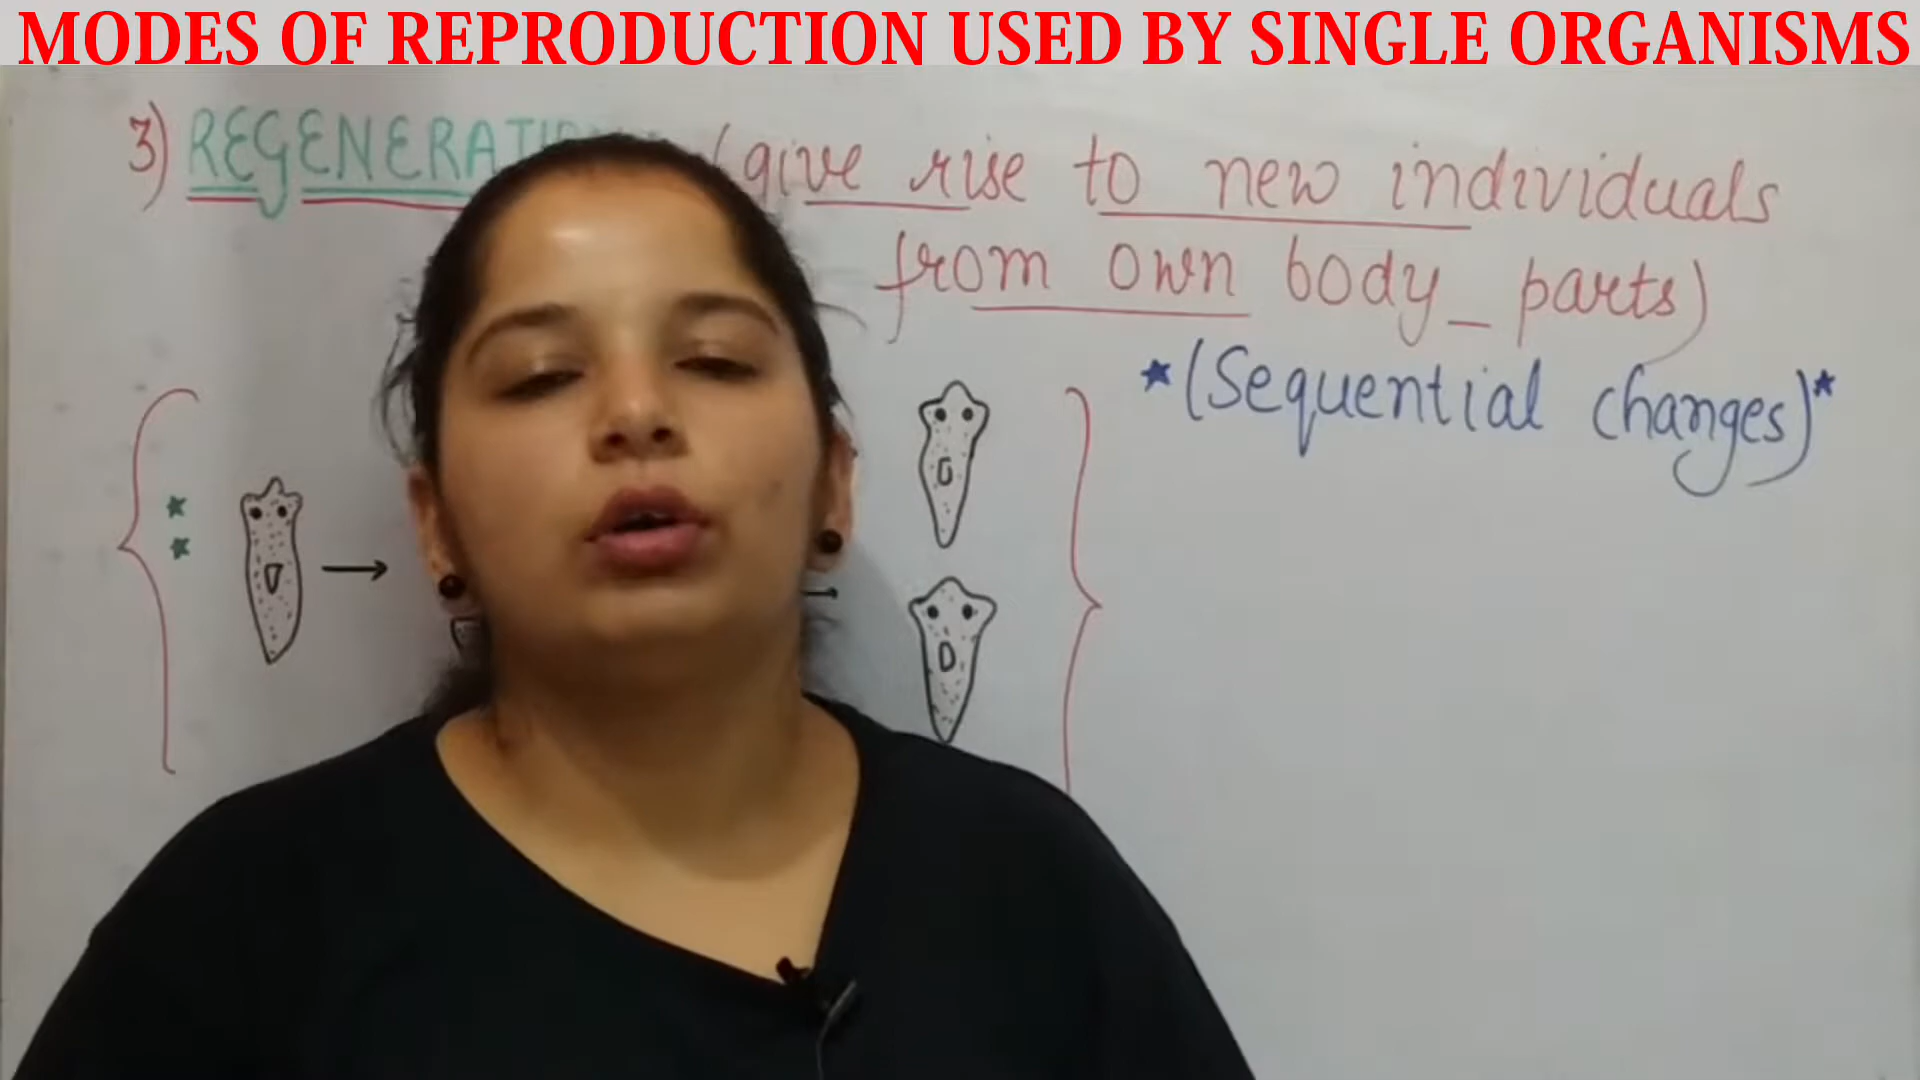 MODES OF REPRODUCTION USED BY SINGLE ORGANISMS
3) REGENERATI (give rise to new individuals
from own body parts)
*(Sequential changes)*